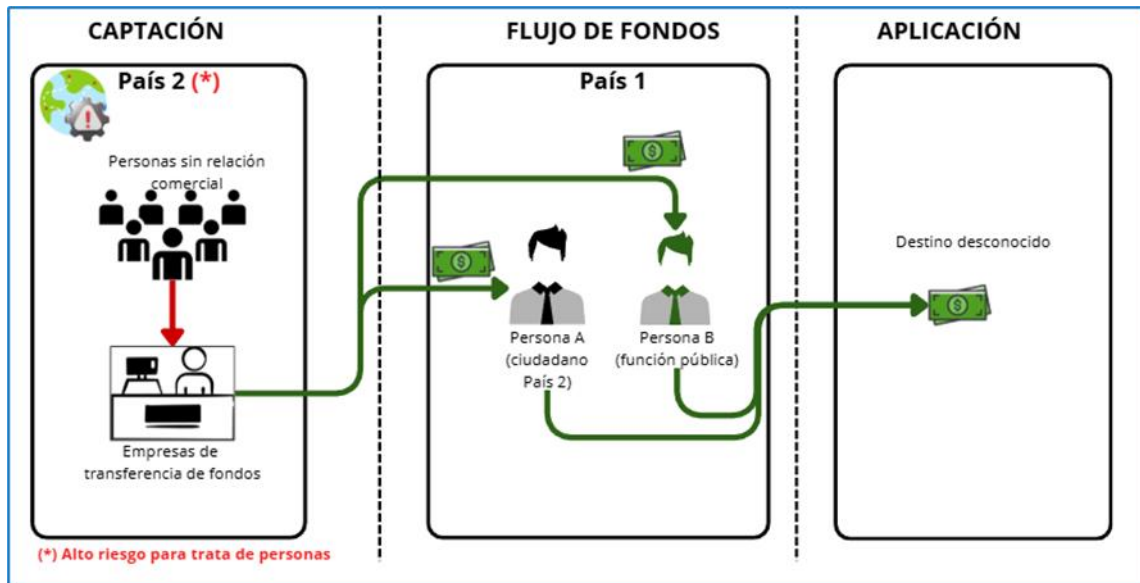 CAPTACIÓN
FLUJO DE FONDOS
APLICACIÓN
País 2 (*)
Personas sin relación
comercial
Empresas de
transferencia de fondos
(*) Alto riesgo para trata de personas
País 1
Persona A
(ciudadano
País 2)
Persona B
(función pública)
Destino desconocido